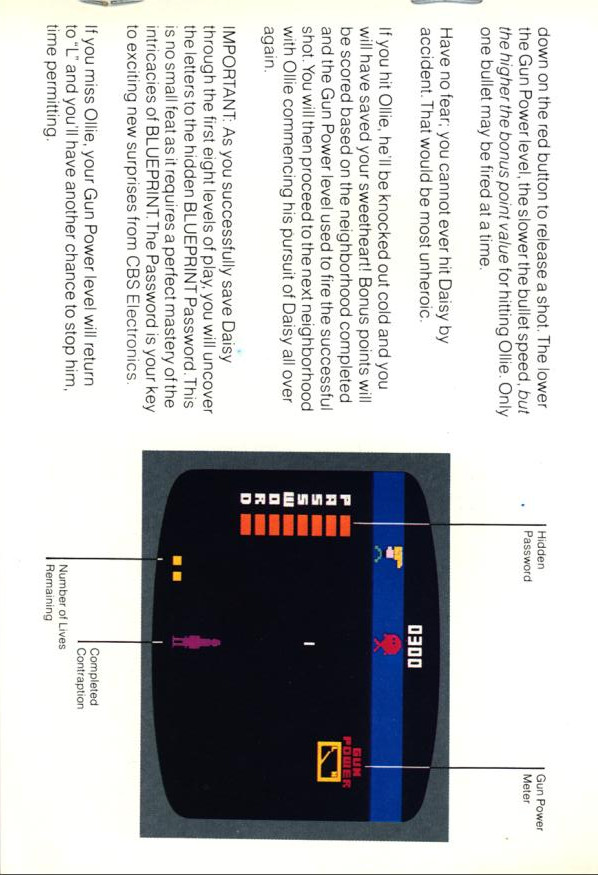 down on the red button to release a shot. The lower
the Gun Power level, the slower the bullet speed, but
the higher the bonus point value for hitting Ollie. Only
one bullet may be fired at a time.
Have no fear; you cannot ever hit Daisy by
accident. That would be most unheroic.
If you hit Ollie, he'll be knocked out cold and you
will have saved your sweetheart! Bonus points will
be scored based on the neighborhood completed
and the Gun Power level used to fire the successful
shot. You will then proceed to the next neighborhood
with Ollie commencing his pursuit of Daisy all over
again.
IMPORTANT: As you successfully save Daisy
through the first eight levels of play, you will uncover
the letters to the hidden BLUEPRINT Password. This
is no small feat as it requires a perfect mastery of the
intricacies of BLUEPRINT. The Password is your key
to exciting new surprises from CBS Electronics.
If you miss Ollie, your Gun Power level will return
to "L" and you'll have another chance to stop him,
time permitting.
Hidden
Password
Gun Power
Meter
0300
PASSWORD
GUN
POWER
Number of Lives
Remaining
Completed
Contraption